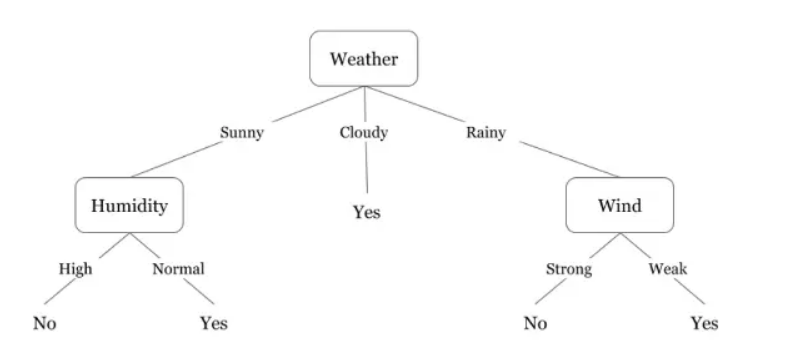 Weather
Sunny
Cloudy
Rainy
Humidity
Yes
Wind
High
Normal
Strong
Weak
No
Yes
No
Yes